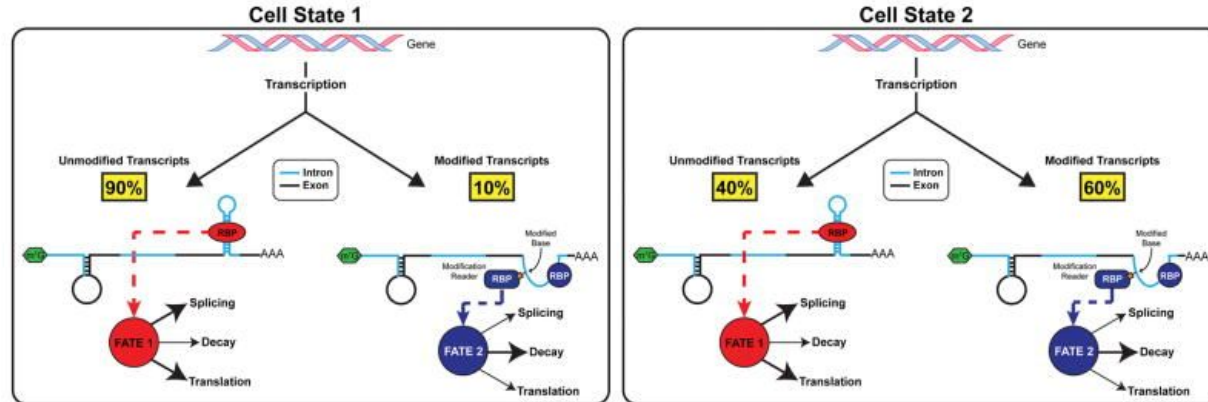 Cell State 1
Gene
Transcription
Unmodified Transcripts
90%
Intron
Exon
Modified Transcripts
10%
RBP
m⁷G
AAA
Modified
Base
Modification
Reader
RBP
RBP
m⁷G
AAA
FATE 1
Splicing
Decay
Translation
FATE 2
Splicing
Decay
Translation
Cell State 2
Gene
Transcription
Unmodified Transcripts
40%
Intron
Exon
Modified Transcripts
60%
RBP
m⁷G
AAA
Modified
Base
Modification
Reader
RBP
RBP
m⁷G
AAA
FATE 1
Splicing
Decay
Translation
FATE 2
Splicing
Decay
Translation